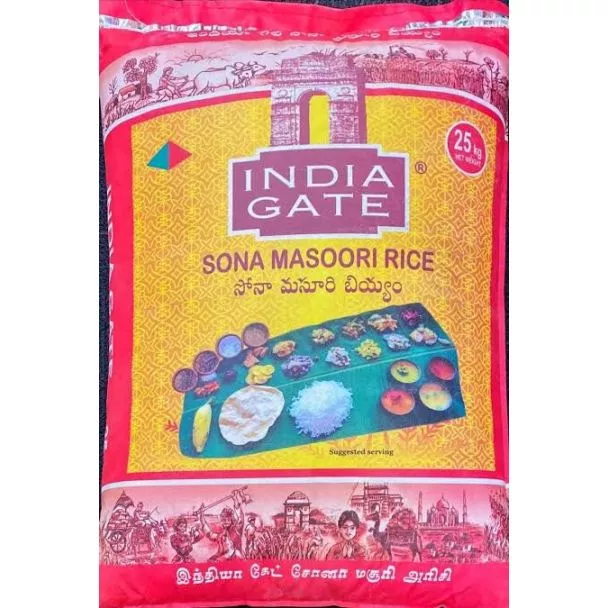 25 kg
NET WEIGHT
INDIA
GATE ®
SONA MASOORI RICE
సోనా మసూరి బియ్యం
Suggested serving
இந்தியா கேட் சோனா மசூரி அரிசி